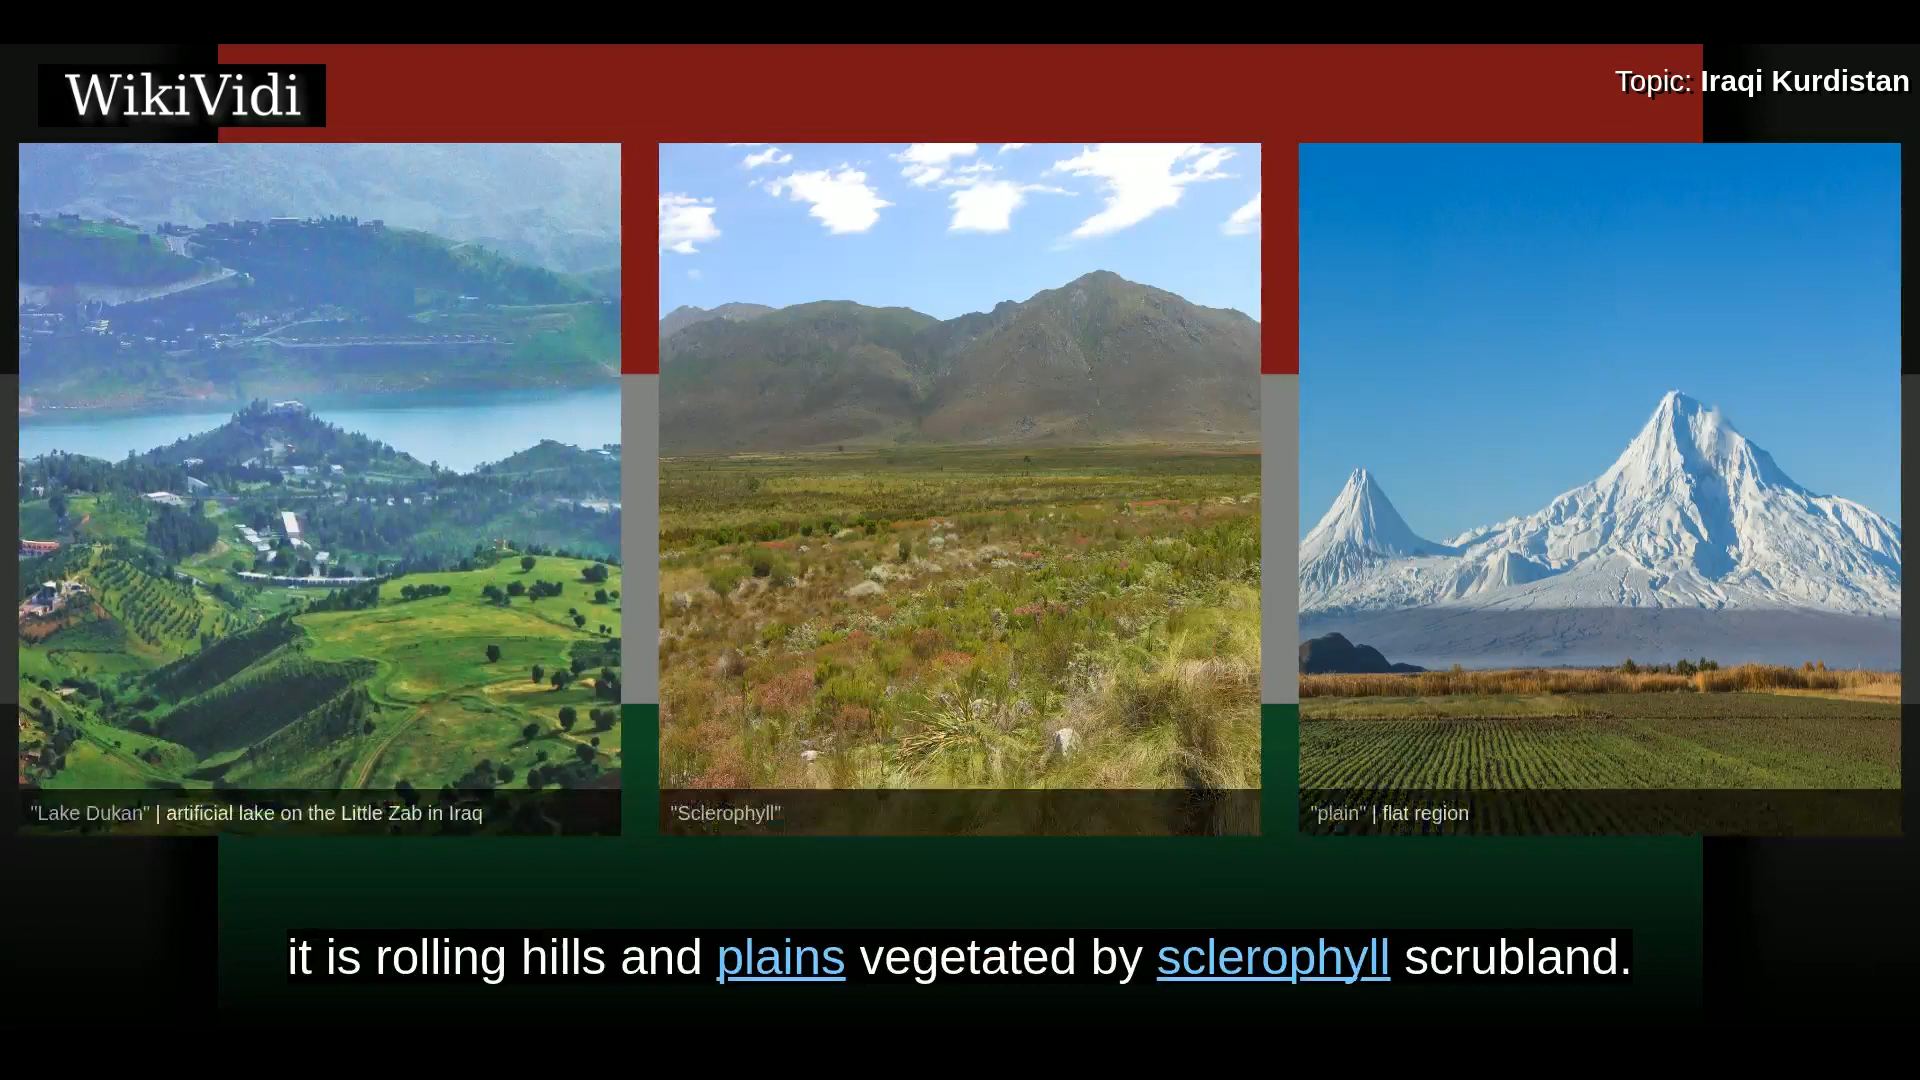 WikiVidi
Topic: Iraqi Kurdistan
"Lake Dukan" | artificial lake on the Little Zab in Iraq
"Sclerophyll"
"plain" | flat region
it is rolling hills and plains vegetated by sclerophyll scrubland.